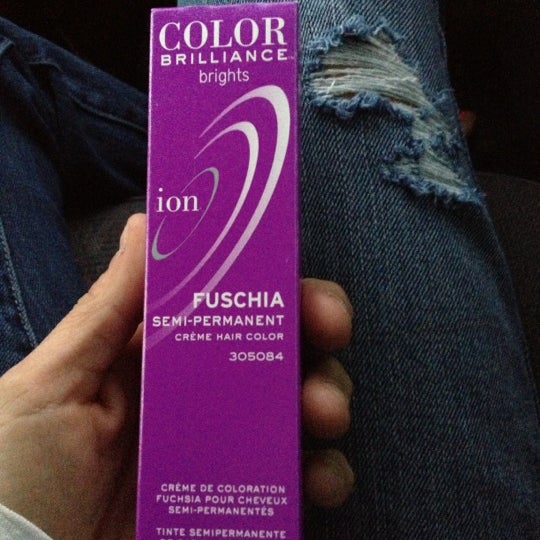 COLOR
BRILLIANCE
brights
ion
FUSCHIA
SEMI-PERMANENT
CRÈME HAIR COLOR
305084
CRÈME DE COLORATION
FUCHSIA POUR CHEVEUX
SEMI-PERMANENTÉS
TINTE SEMIPERMANENTE